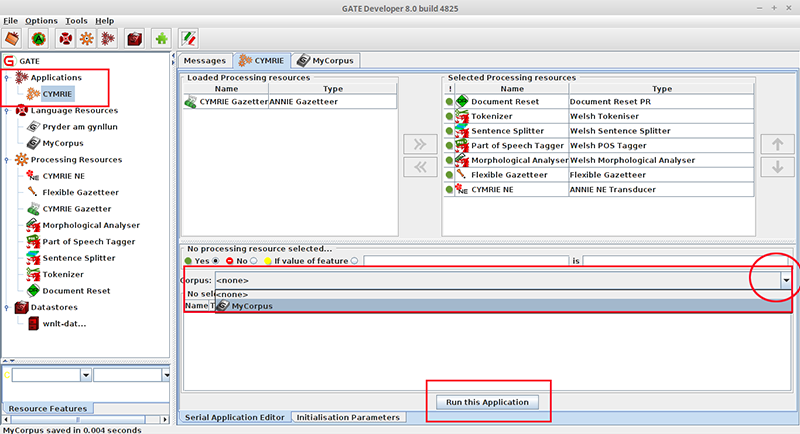 GATE Developer 8.0 build 4825
File Options Tools Help
GATE
Applications
CYMRIE
Language Resources
Pryder am gynllun
MyCorpus
Processing Resources
CYMRIE NE
Flexible Gazetteer
CYMRIE Gazetter
Morphological Analyser
Part of Speech Tagger
Sentence Splitter
Tokenizer
Document Reset
Datastores
wnlt-dat...
Resource Features
Messages CYMRIE MyCorpus
Loaded Processing resources
Name Type
CYMRIE Gazetter ANNIE Gazetteer
Selected Processing resources
! Name Type
Document Reset Document Reset PR
Tokenizer Welsh Tokeniser
Sentence Splitter Welsh Sentence Splitter
Part of Speech Tagger Welsh POS Tagger
Morphological Analyser Welsh Morphological Analyser
Flexible Gazetteer Flexible Gazetteer
CYMRIE NE ANNIE NE Transducer
No processing resource selected...
Yes No If value of feature is
Corpus: <none>
No sele <none>
Name T MyCorpus
Run this Application
Serial Application Editor Initialisation Parameters
MyCorpus saved in 0.004 seconds